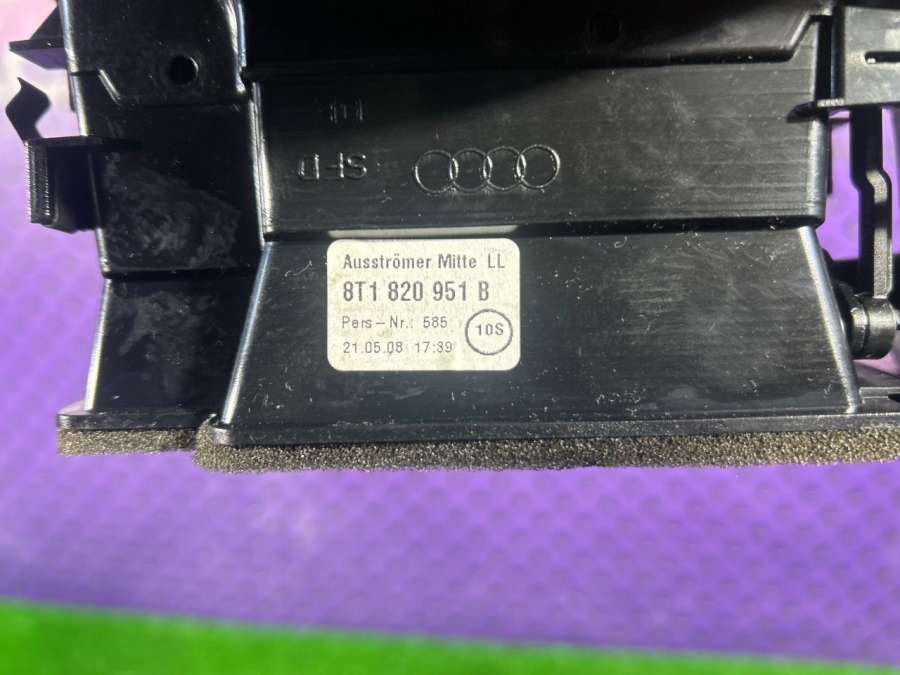 SFD
Ausströmer Mitte LL
8T1 820 951 B
Pers-Nr.: 585
10S
21.05.08 17:39